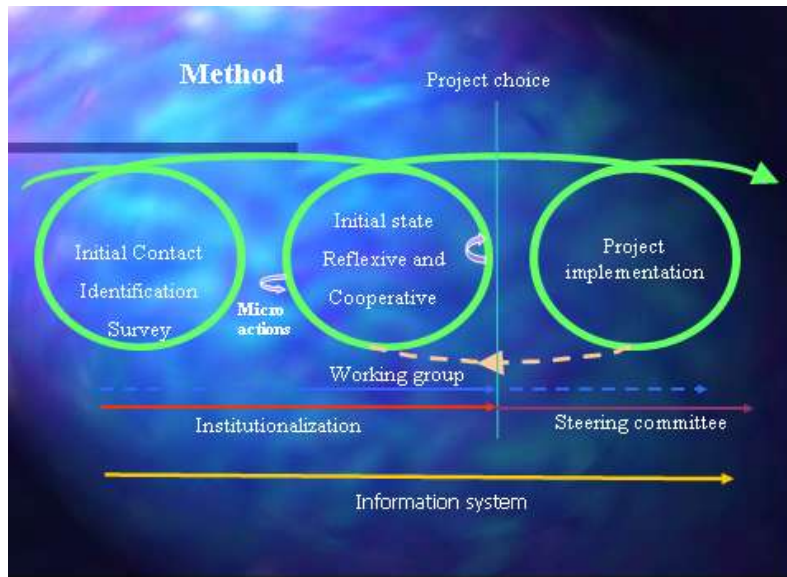 Method
Project choice
Initial Contact
Identification
Survey
Micro
actions
Initial state
Reflexive and
Cooperative
Project
implementation
Working group
Institutionalization
Steering committee
Information system